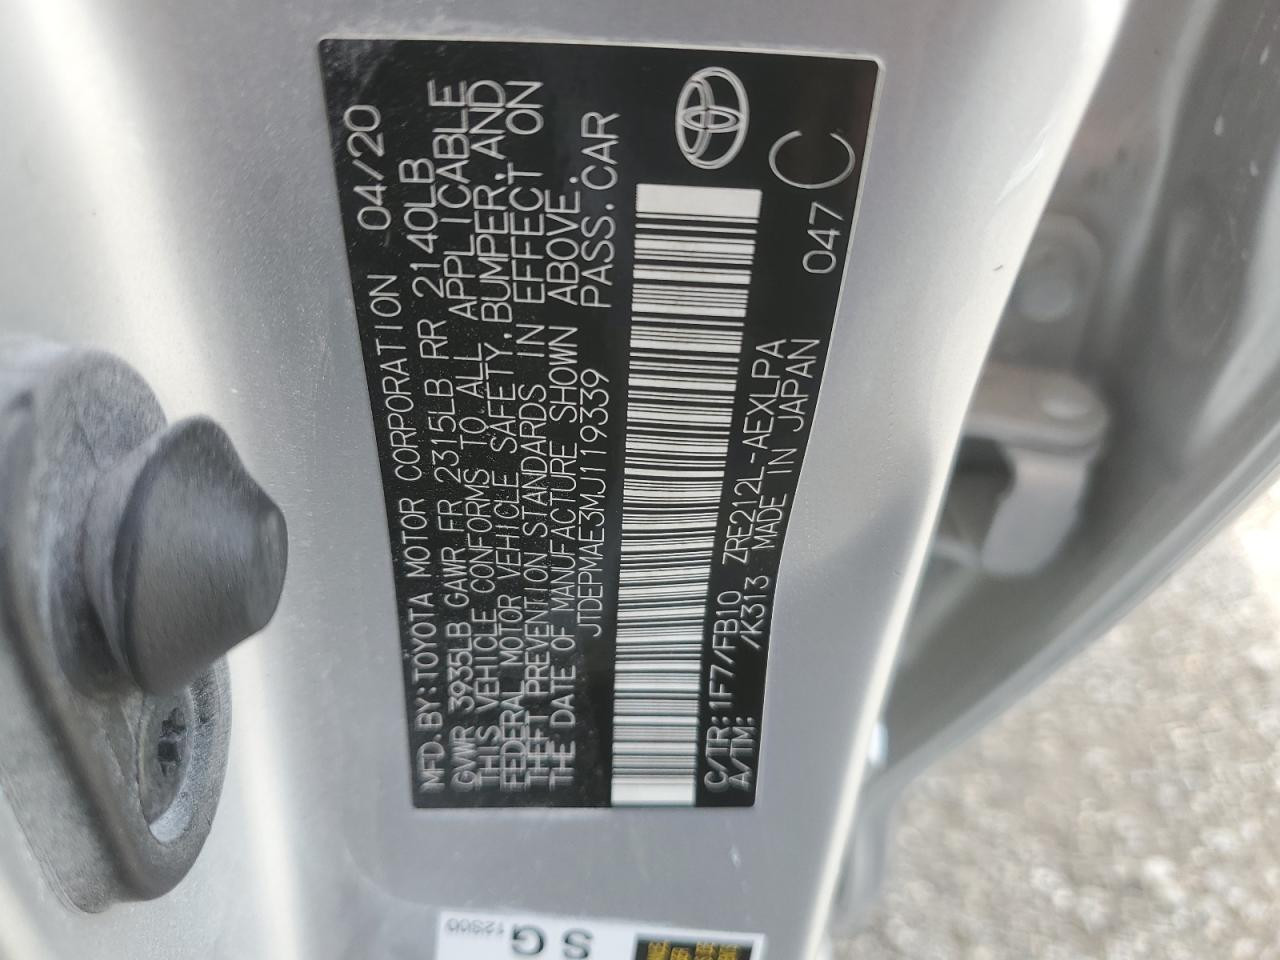 MFD.BY:TOYOTA MOTOR CORPORATION 04/20
GVWR 3935LB GAWR FR 2315LB RR 2140LB
THIS VEHICLE CONFORMS TO ALL APPLICABLE
FEDERAL MOTOR VEHICLE SAFETY,BUMPER,AND
THEFT PREVENTION STANDARDS IN EFFECT ON
THE DATE OF MANUFACTURE SHOWN ABOVE.
JTDEPMAE3MJ119339 PASS.CAR
C/TR:1F7/FB10 ZRE212L-AEXLPA 047 C
A/TM: /K313 MADE IN JAPAN
SG
12S00